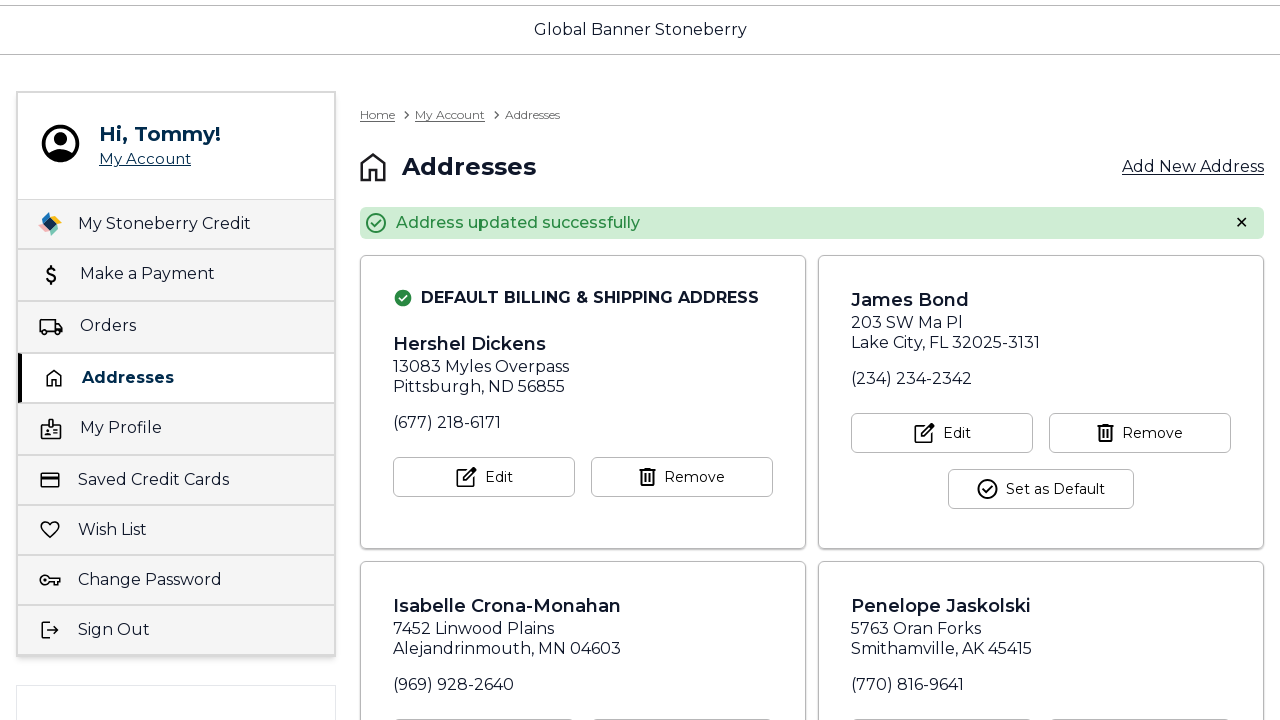 Global Banner Stoneberry
Hi, Tommy!
My Account
My Stoneberry Credit
Make a Payment
Orders
Addresses
My Profile
Saved Credit Cards
Wish List
Change Password
Sign Out
Home > My Account > Addresses
Addresses
Add New Address
Address updated successfully
DEFAULT BILLING & SHIPPING ADDRESS
Hershel Dickens
13083 Myles Overpass
Pittsburgh, ND 56855
(677) 218-6171
Edit
Remove
James Bond
203 SW Ma Pl
Lake City, FL 32025-3131
(234) 234-2342
Edit
Remove
Set as Default
Isabelle Crona-Monahan
7452 Linwood Plains
Alejandrinmouth, MN 04603
(969) 928-2640
Penelope Jaskolski
5763 Oran Forks
Smithamville, AK 45415
(770) 816-9641